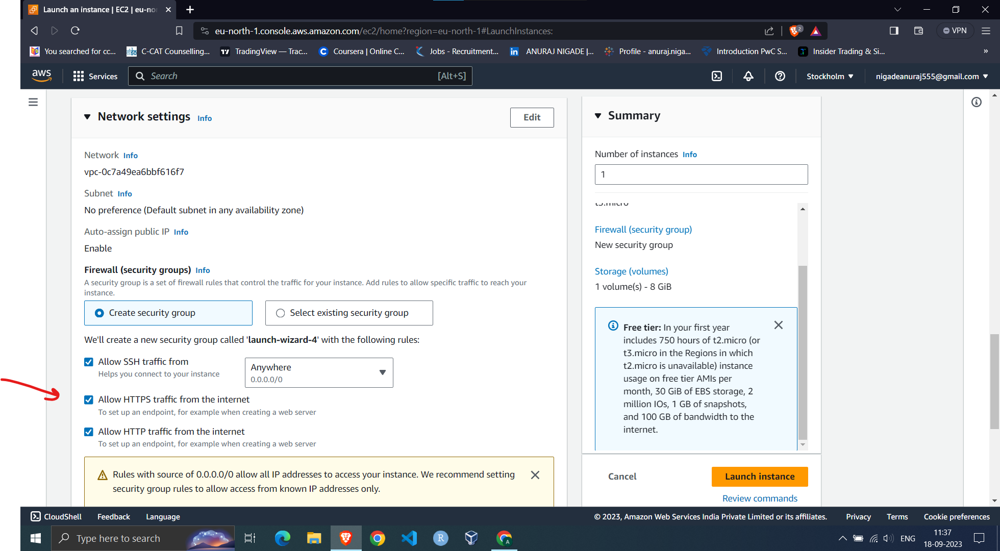 Launch an instance | EC2 | eu-no
eu-north-1.console.aws.amazon.com/ec2/home?region=eu-north-1#LaunchInstances:
2
VPN
You searched for cc...
C-CAT Counselling...
TradingView — Trac...
Coursera | Online C...
Jobs - Recruitment...
ANURAJ NIGADE |...
Profile - anuraj.niga...
Introduction PwC S...
Insider Trading & Si...
»
aws
Services
Search
[Alt+S]
Stockholm
nigadeanuraj555@gmail.com
Network settings Info
Edit
Network Info
vpc-0c7a49ea6bbf616f7
Subnet Info
No preference (Default subnet in any availability zone)
Auto-assign public IP Info
Enable
Firewall (security groups) Info
A security group is a set of firewall rules that control the traffic for your instance. Add rules to allow specific traffic to reach your
instance.
Create security group
Select existing security group
We'll create a new security group called 'launch-wizard-4' with the following rules:
Allow SSH traffic from
Helps you connect to your instance
Anywhere
0.0.0.0/0
Allow HTTPS traffic from the internet
To set up an endpoint, for example when creating a web server
Allow HTTP traffic from the internet
To set up an endpoint, for example when creating a web server
Rules with source of 0.0.0.0/0 allow all IP addresses to access your instance. We recommend setting
security group rules to allow access from known IP addresses only.
Summary
Number of instances Info
1
t3.micro
Firewall (security group)
New security group
Storage (volumes)
1 volume(s) - 8 GiB
Free tier: In your first year
includes 750 hours of t2.micro (or
t3.micro in the Regions in which
t2.micro is unavailable) instance
usage on free tier AMIs per
month, 30 GiB of EBS storage, 2
million IOs, 1 GB of snapshots,
and 100 GB of bandwidth to the
internet.
Cancel
Launch instance
Review commands
CloudShell
Feedback
Language
© 2023, Amazon Web Services India Private Limited or its affiliates.
Privacy
Terms
Cookie preferences
Type here to search
R
A
ENG
11:37
18-09-2023